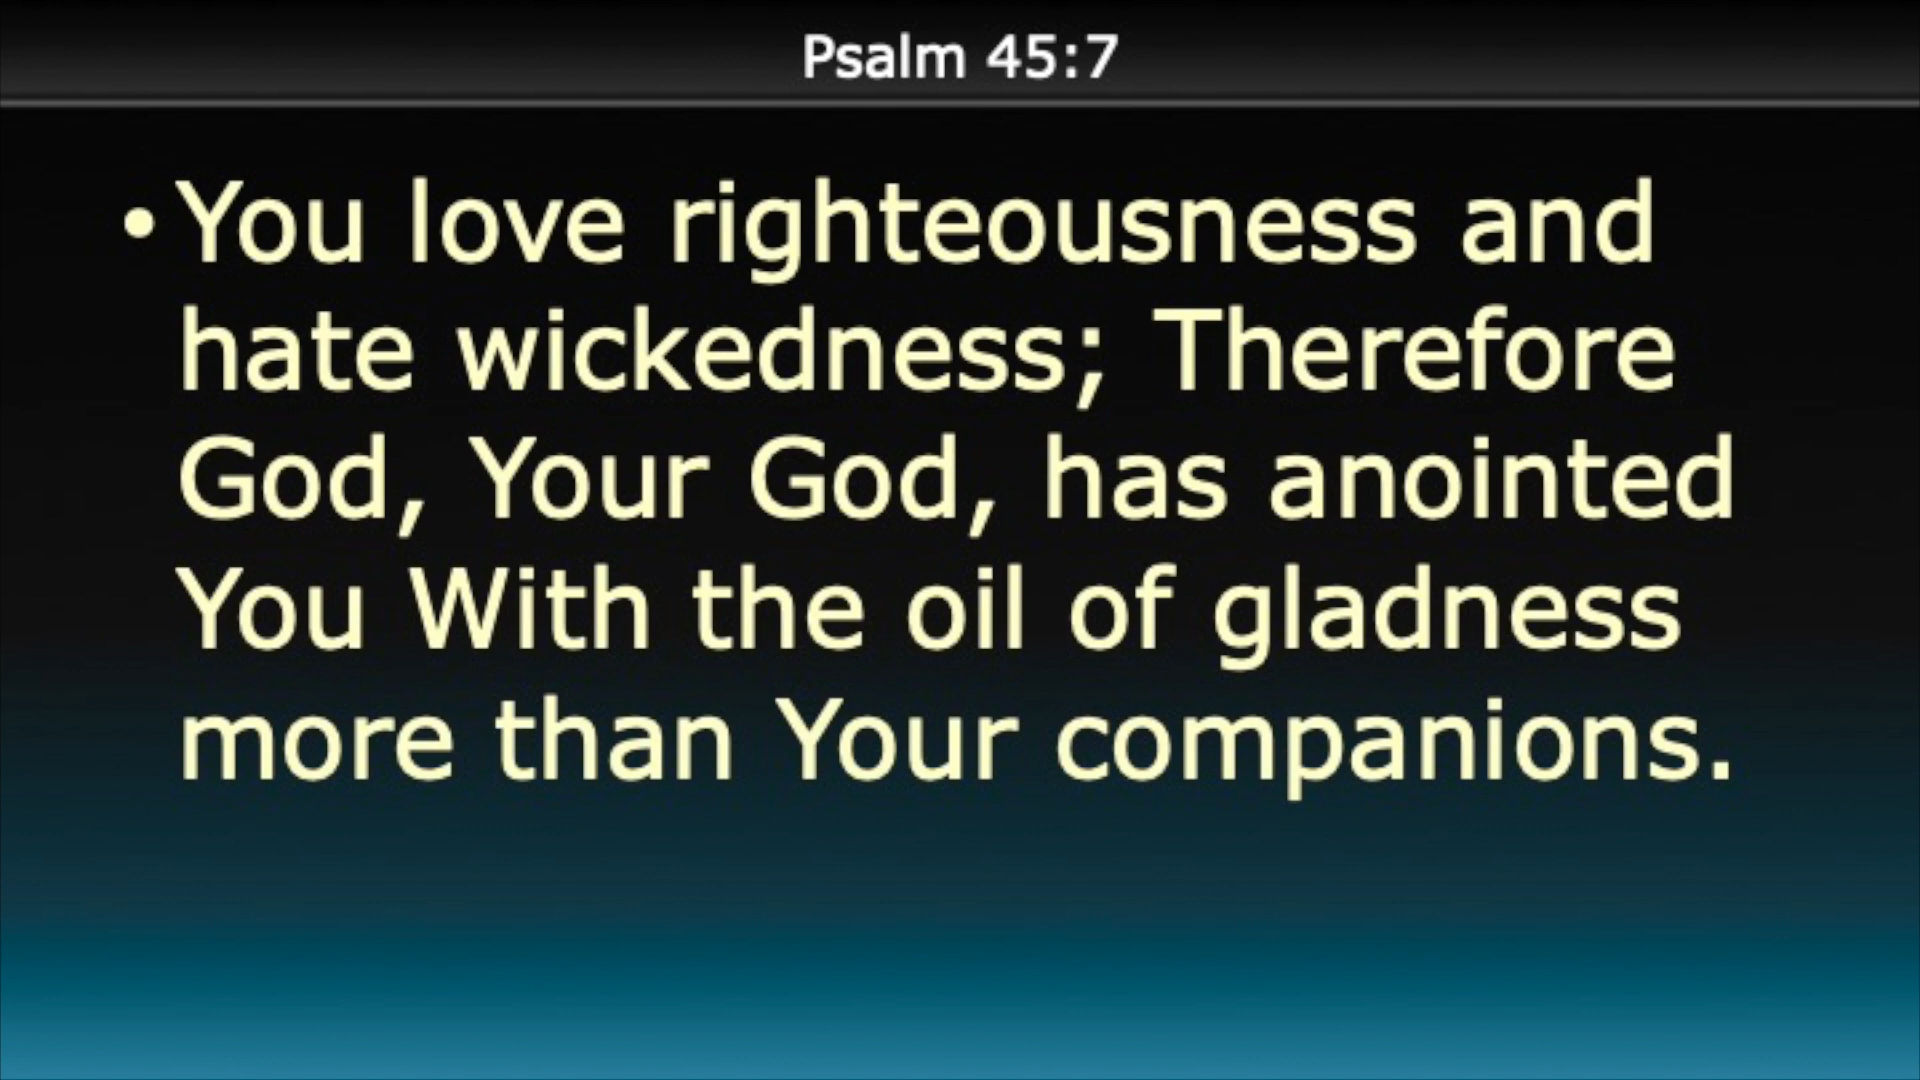 Psalm 45:7
• You love righteousness and
hate wickedness; Therefore
God, Your God, has anointed
You With the oil of gladness
more than Your companions.